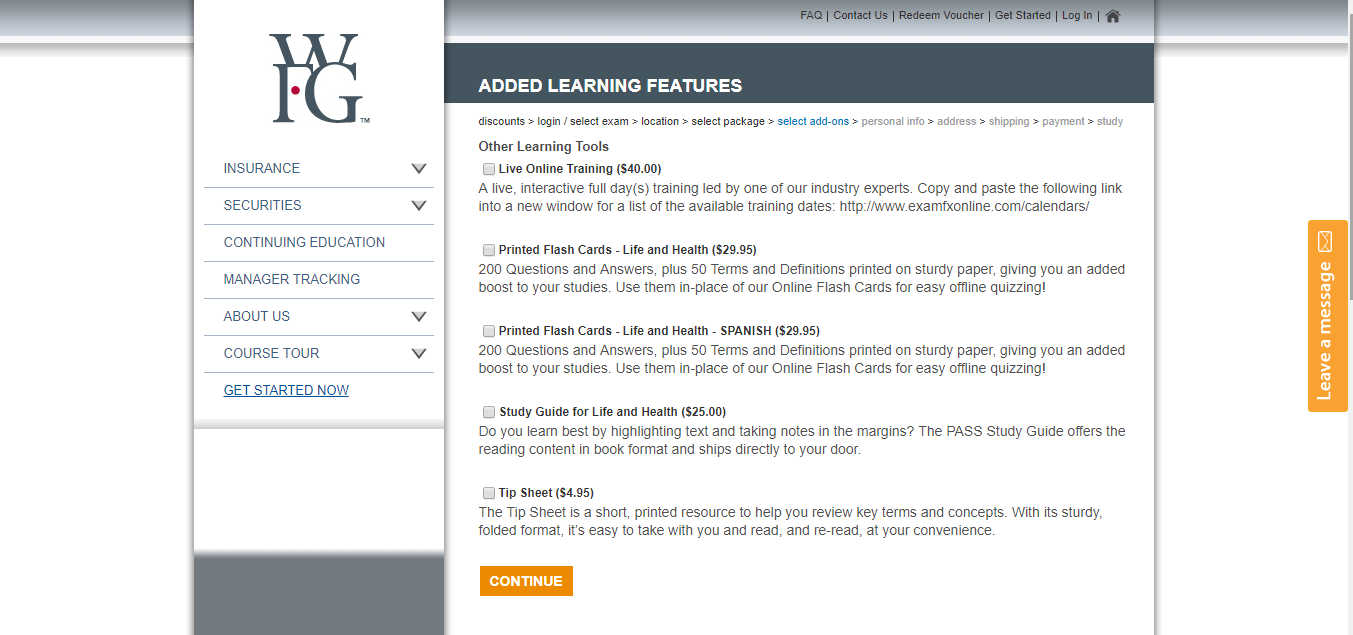 FAQ | Contact Us | Redeem Voucher | Get Started | Log In |
WFG™
INSURANCE
SECURITIES
CONTINUING EDUCATION
MANAGER TRACKING
ABOUT US
COURSE TOUR
GET STARTED NOW
ADDED LEARNING FEATURES
discounts > login / select exam > location > select package > select add-ons > personal info > address > shipping > payment > study
Other Learning Tools
Live Online Training ($40.00)
A live, interactive full day(s) training led by one of our industry experts. Copy and paste the following link
into a new window for a list of the available training dates: http://www.examfxonline.com/calendars/
Printed Flash Cards - Life and Health ($29.95)
200 Questions and Answers, plus 50 Terms and Definitions printed on sturdy paper, giving you an added
boost to your studies. Use them in-place of our Online Flash Cards for easy offline quizzing!
Printed Flash Cards - Life and Health - SPANISH ($29.95)
200 Questions and Answers, plus 50 Terms and Definitions printed on sturdy paper, giving you an added
boost to your studies. Use them in-place of our Online Flash Cards for easy offline quizzing!
Study Guide for Life and Health ($25.00)
Do you learn best by highlighting text and taking notes in the margins? The PASS Study Guide offers the
reading content in book format and ships directly to your door.
Tip Sheet ($4.95)
The Tip Sheet is a short, printed resource to help you review key terms and concepts. With its sturdy,
folded format, it's easy to take with you and read, and re-read, at your convenience.
CONTINUE
Leave a message